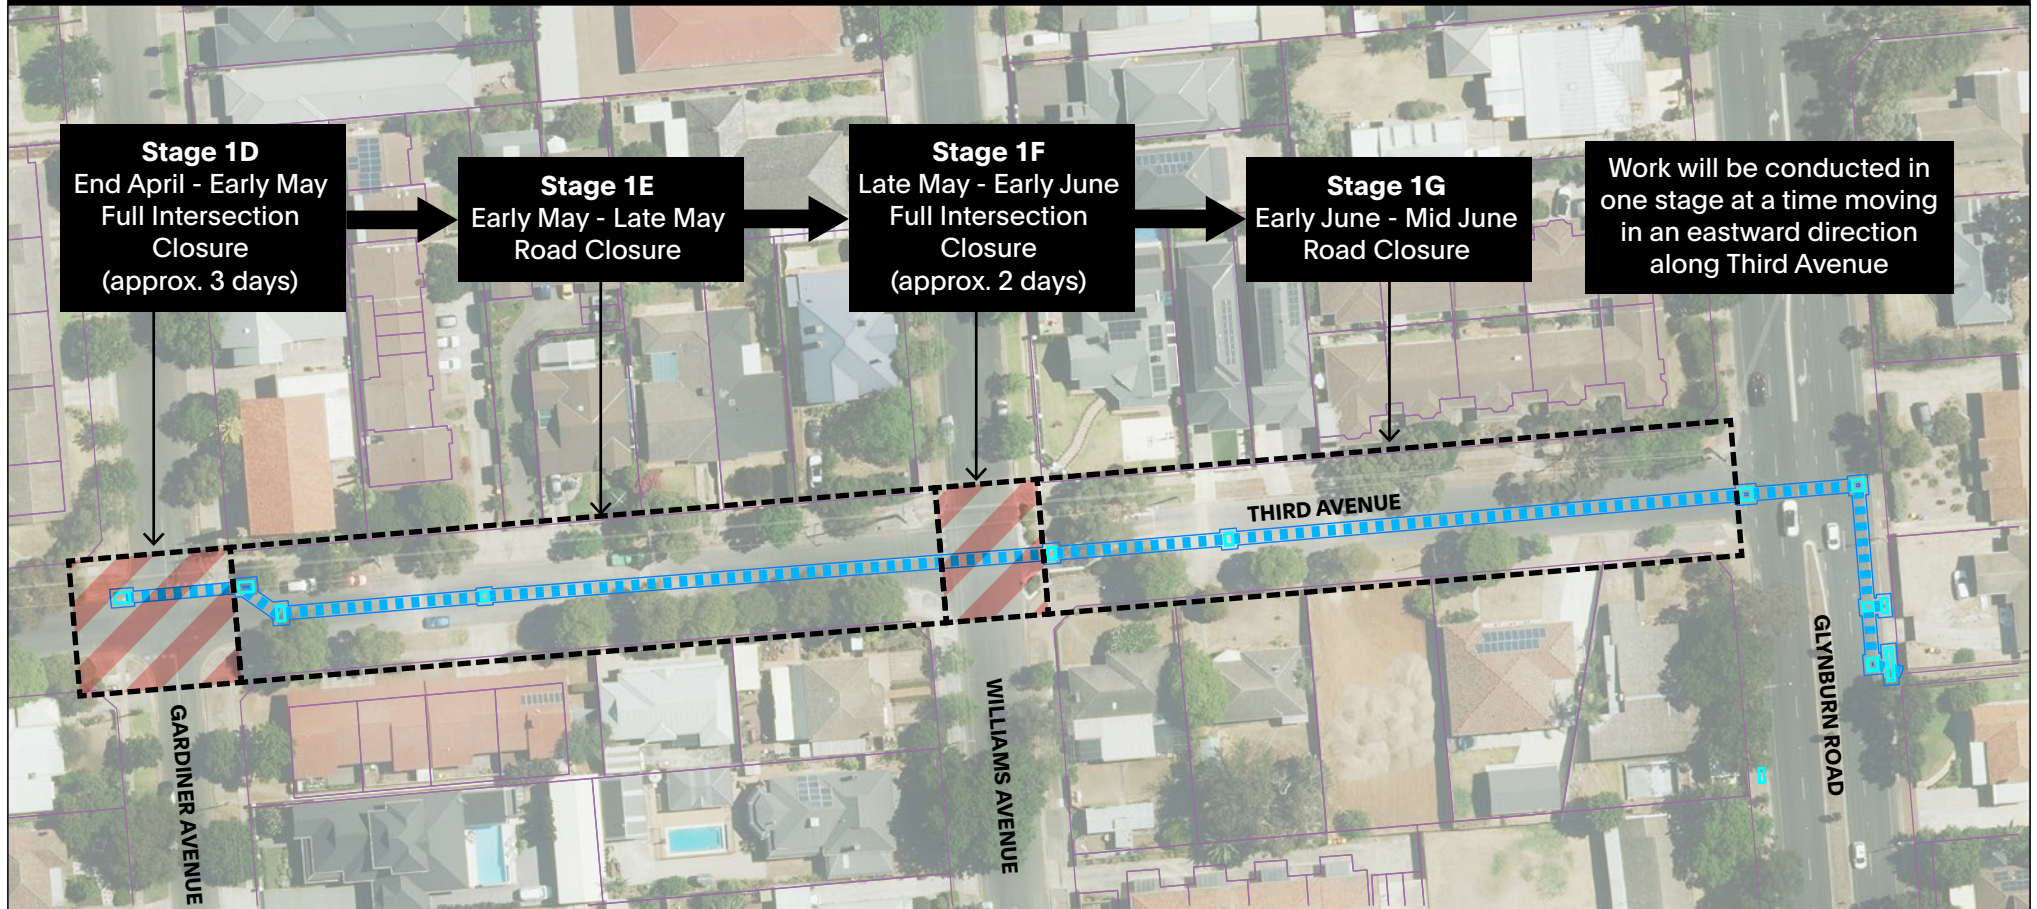 Stage 1D
End April - Early May
Full Intersection
Closure
(approx. 3 days)
Stage 1E
Early May - Late May
Road Closure
Stage 1F
Late May - Early June
Full Intersection
Closure
(approx. 2 days)
Stage 1G
Early June - Mid June
Road Closure
Work will be conducted in
one stage at a time moving
in an eastward direction
along Third Avenue
THIRD AVENUE
GARDINER AVENUE
WILLIAMS AVENUE
GLYNBURN ROAD